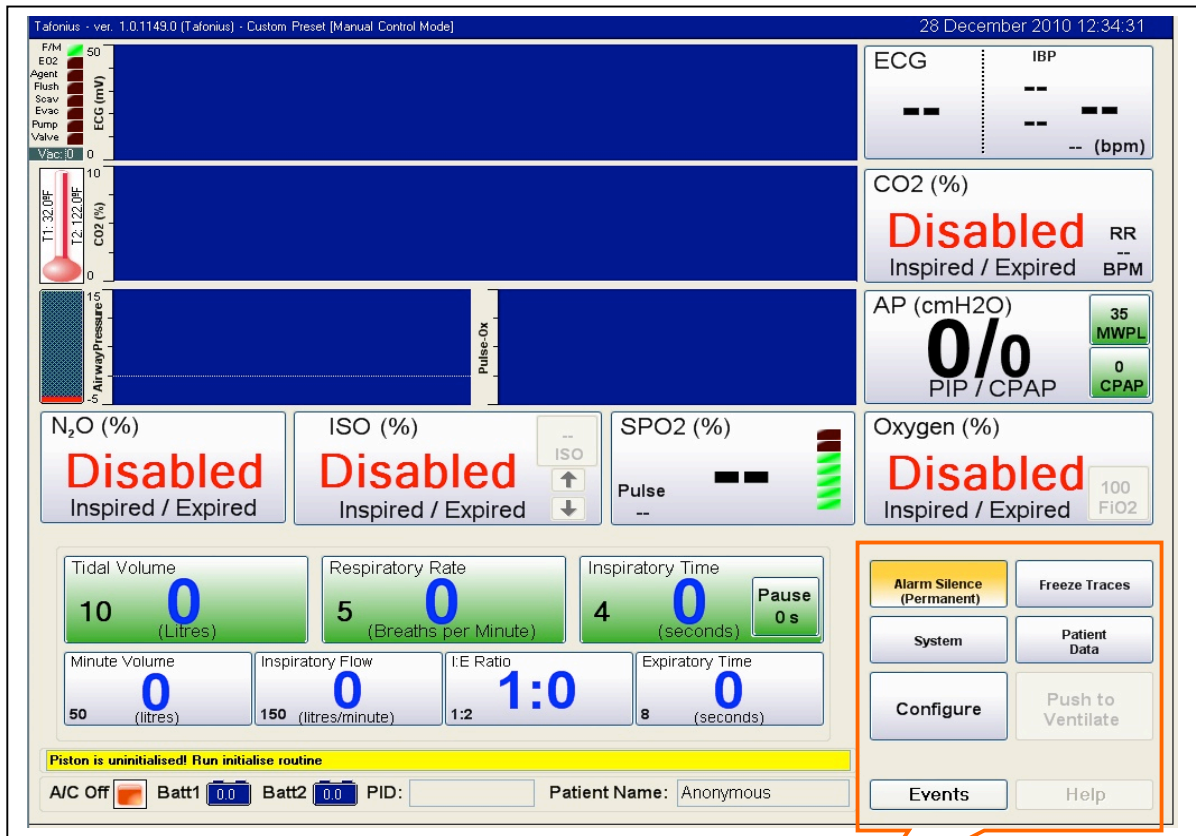 Tafonius - ver. 1.0.1149.0 (Tafonius) - Custom Preset [Manual Control Mode]
28 December 2010 12:34:31
F/M
EO2
Agent
Flush
Scav
Evac
Pump
Valve
Vac: 0
50
ECG (mV)
0
ECG
--
IBP
--
--
--
-- (bpm)
T1: 32.0ºF
T2: 122.0ºF
10
CO2 (%)
0
CO2 (%)
Disabled
Inspired / Expired
RR
--
BPM
15
AirwayPressure
-5
Pulse-Ox
AP (cmH2O)
0/0
PIP / CPAP
35
MWPL
0
CPAP
N₂O (%)
Disabled
Inspired / Expired
ISO (%)
Disabled
Inspired / Expired
--
ISO
SPO2 (%)
--
Pulse
--
Oxygen (%)
Disabled
Inspired / Expired
100
FiO2
Tidal Volume
10 0
(Litres)
Respiratory Rate
5 0
(Breaths per Minute)
Inspiratory Time
4 0
(seconds)
Pause
0 s
Minute Volume
0
50 (litres)
Inspiratory Flow
0
150 (litres/minute)
I:E Ratio
1:0
1:2
Expiratory Time
0
8 (seconds)
Alarm Silence
(Permanent)
Freeze Traces
System
Patient
Data
Configure
Push to
Ventilate
Events
Help
Piston is uninitialised! Run initialise routine
A/C Off Batt1 0.0 Batt2 0.0 PID: Patient Name: Anonymous